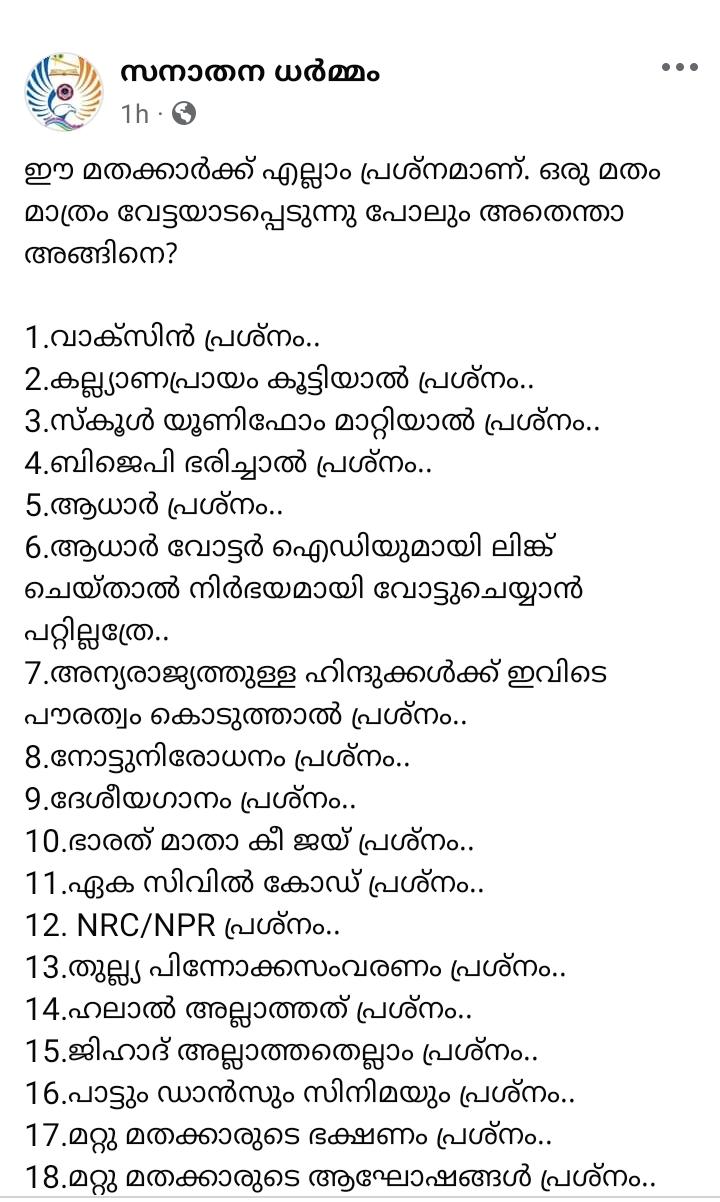 സനാതന ധർമ്മം
1h ·
ഈ മതക്കാർക്ക് എല്ലാം പ്രശ്നമാണ്. ഒരു മതം
മാത്രം വേട്ടയാടപ്പെടുന്നു പോലും അതെന്താ
അങ്ങിനെ?
1.വാക്സിൻ പ്രശ്നം..
2.കല്ല്യാണപ്രായം കൂട്ടിയാൽ പ്രശ്നം..
3.സ്കൂൾ യൂണിഫോം മാറ്റിയാൽ പ്രശ്നം..
4.ബിജെപി ഭരിച്ചാൽ പ്രശ്നം..
5.ആധാർ പ്രശ്നം..
6.ആധാർ വോട്ടർ ഐഡിയുമായി ലിങ്ക്
ചെയ്താൽ നിർഭയമായി വോട്ടുചെയ്യാൻ
പറ്റില്ലത്രേ..
7.അന്യരാജ്യത്തുള്ള ഹിന്ദുക്കൾക്ക് ഇവിടെ
പൗരത്വം കൊടുത്താൽ പ്രശ്നം..
8.നോട്ടുനിരോധനം പ്രശ്നം..
9.ദേശീയഗാനം പ്രശ്നം..
10.ഭാരത് മാതാ കീ ജയ് പ്രശ്നം..
11.ഏക സിവിൽ കോഡ് പ്രശ്നം..
12. NRC/NPR പ്രശ്നം..
13.തുല്ല്യ പിന്നോക്കസംവരണം പ്രശ്നം..
14.ഹലാൽ അല്ലാത്തത് പ്രശ്നം..
15.ജിഹാദ് അല്ലാത്തതെല്ലാം പ്രശ്നം..
16.പാട്ടും ഡാൻസും സിനിമയും പ്രശ്നം..
17.മറ്റു മതക്കാരുടെ ഭക്ഷണം പ്രശ്നം..
18.മറ്റു മതക്കാരുടെ ആഘോഷങ്ങൾ പ്രശ്നം..